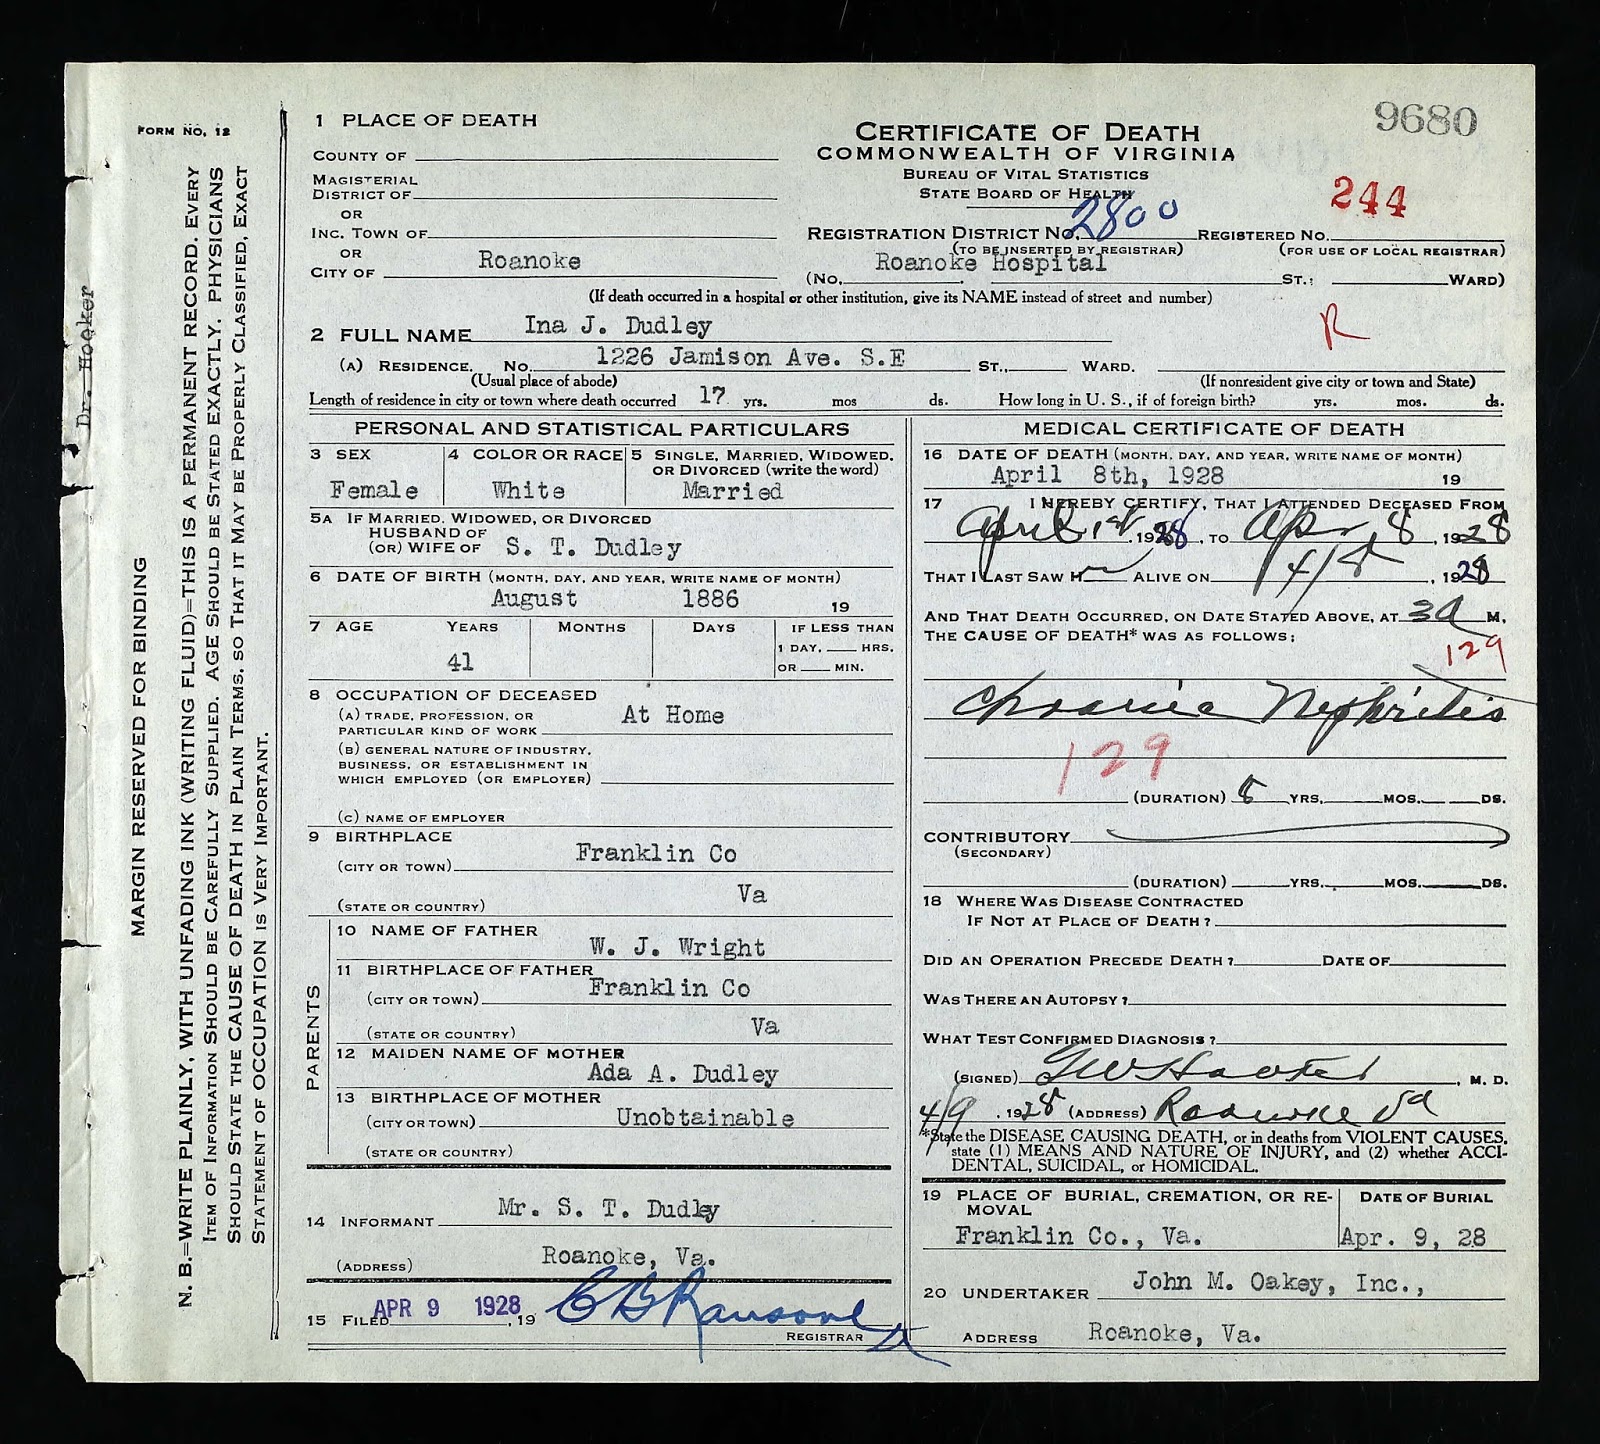 9680
FORM NO. 12
MARGIN RESERVED FOR BINDING
N. B.=WRITE PLAINLY, WITH UNFADING INK (WRITING FLUID)=THIS IS A PERMANENT RECORD. EVERY
ITEM OF INFORMATION SHOULD BE CAREFULLY SUPPLIED. AGE SHOULD BE STATED EXACTLY. PHYSICIANS
SHOULD STATE THE CAUSE OF DEATH IN PLAIN TERMS, SO THAT IT MAY BE PROPERLY CLASSIFIED. EXACT
STATEMENT OF OCCUPATION IS VERY IMPORTANT.
Dr. Hooker
1 PLACE OF DEATH
COUNTY OF
MAGISTERIAL
DISTRICT OF
OR
INC. TOWN OF
OR
CITY OF Roanoke
CERTIFICATE OF DEATH
COMMONWEALTH OF VIRGINIA
BUREAU OF VITAL STATISTICS
STATE BOARD OF HEALTH
244
REGISTRATION DISTRICT NO. 2800 REGISTERED NO.
(TO BE INSERTED BY REGISTRAR) (FOR USE OF LOCAL REGISTRAR)
(No. Roanoke Hospital ST.; WARD)
(If death occurred in a hospital or other institution, give its NAME instead of street and number)
2 FULL NAME Ina J. Dudley
R
(A) RESIDENCE. No. 1226 Jamison Ave. S.E ST., WARD.
(Usual place of abode) (If nonresident give city or town and State)
Length of residence in city or town where death occurred 17 yrs. mos ds. How long in U. S., if of foreign birth? yrs. mos. ds.
PERSONAL AND STATISTICAL PARTICULARS
3 SEX 4 COLOR OR RACE 5 SINGLE, MARRIED, WIDOWED,
OR DIVORCED (write the word)
Female White Married
5A IF MARRIED, WIDOWED, OR DIVORCED
HUSBAND OF
(OR) WIFE OF S. T. Dudley
6 DATE OF BIRTH (MONTH, DAY, AND YEAR, WRITE NAME OF MONTH)
August 1886 19
7 AGE YEARS MONTHS DAYS IF LESS THAN
1 DAY, HRS.
41 OR MIN.
8 OCCUPATION OF DECEASED
(A) TRADE, PROFESSION, OR
PARTICULAR KIND OF WORK At Home
(B) GENERAL NATURE OF INDUSTRY,
BUSINESS, OR ESTABLISHMENT IN
WHICH EMPLOYED (OR EMPLOYER)
(C) NAME OF EMPLOYER
9 BIRTHPLACE
(CITY OR TOWN) Franklin Co
(STATE OR COUNTRY) Va
PARENTS
10 NAME OF FATHER W. J. Wright
11 BIRTHPLACE OF FATHER
(CITY OR TOWN) Franklin Co
(STATE OR COUNTRY) Va
12 MAIDEN NAME OF MOTHER
Ada A. Dudley
13 BIRTHPLACE OF MOTHER
(CITY OR TOWN) Unobtainable
(STATE OR COUNTRY)
14 INFORMANT Mr. S. T. Dudley
(ADDRESS) Roanoke, Va.
15 FILED APR 9 1928, 19 C B Ransone
REGISTRAR
MEDICAL CERTIFICATE OF DEATH
16 DATE OF DEATH (MONTH, DAY, AND YEAR, WRITE NAME OF MONTH)
April 8th, 1928 19
17 I HEREBY CERTIFY, THAT I ATTENDED DECEASED FROM
April 1st, 1928, TO Apr 8, 1928
THAT I LAST SAW H ALIVE ON 4/8, 1928
AND THAT DEATH OCCURRED, ON DATE STATED ABOVE, AT 3 a M.
THE CAUSE OF DEATH* WAS AS FOLLOWS:
129
Chronic Nephritis
129
(DURATION) 8 YRS. MOS. DS.
CONTRIBUTORY
(SECONDARY)
(DURATION) YRS. MOS. DS.
18 WHERE WAS DISEASE CONTRACTED
IF NOT AT PLACE OF DEATH?
DID AN OPERATION PRECEDE DEATH? DATE OF
WAS THERE AN AUTOPSY?
WHAT TEST CONFIRMED DIAGNOSIS?
(SIGNED) G W Hooker, M. D.
4/9, 1928 (ADDRESS) Roanoke Va
*State the DISEASE CAUSING DEATH, or in deaths from VIOLENT CAUSES,
state (1) MEANS AND NATURE OF INJURY, and (2) whether ACCI-
DENTAL, SUICIDAL, or HOMICIDAL.
19 PLACE OF BURIAL, CREMATION, OR RE- DATE OF BURIAL
MOVAL
Franklin Co., Va. Apr. 9, 28
20 UNDERTAKER John M. Oakey, Inc.,
ADDRESS Roanoke, Va.